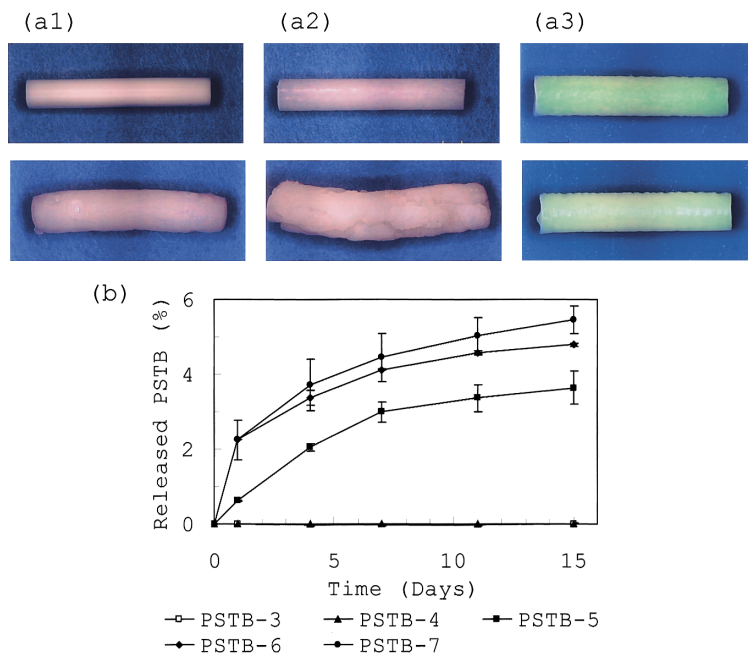 (a1) (a2) (a3)
(b)
Released PSTB (%)
6
4
2
0
0 5 10 15
Time (Days)
PSTB-3 PSTB-4 PSTB-5
PSTB-6 PSTB-7